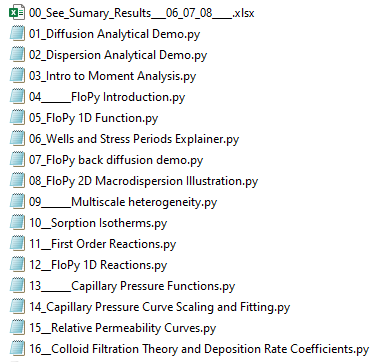 00_See_Sumary_Results___06_07_08____.xlsx
01_Diffusion Analytical Demo.py
02_Dispersion Analytical Demo.py
03_Intro to Moment Analysis.py
04______FloPy Introduction.py
05_FloPy 1D Function.py
06_Wells and Stress Periods Explainer.py
07_FloPy back diffusion demo.py
08_FloPy 2D Macrodispersion Illustration.py
09______Multiscale heterogeneity.py
10__Sorption Isotherms.py
11__First Order Reactions.py
12__FloPy 1D Reactions.py
13______Capillary Pressure Functions.py
14_Capillary Pressure Curve Scaling and Fitting.py
15__Relative Permeability Curves.py
16__Colloid Filtration Theory and Deposition Rate Coefficients.py